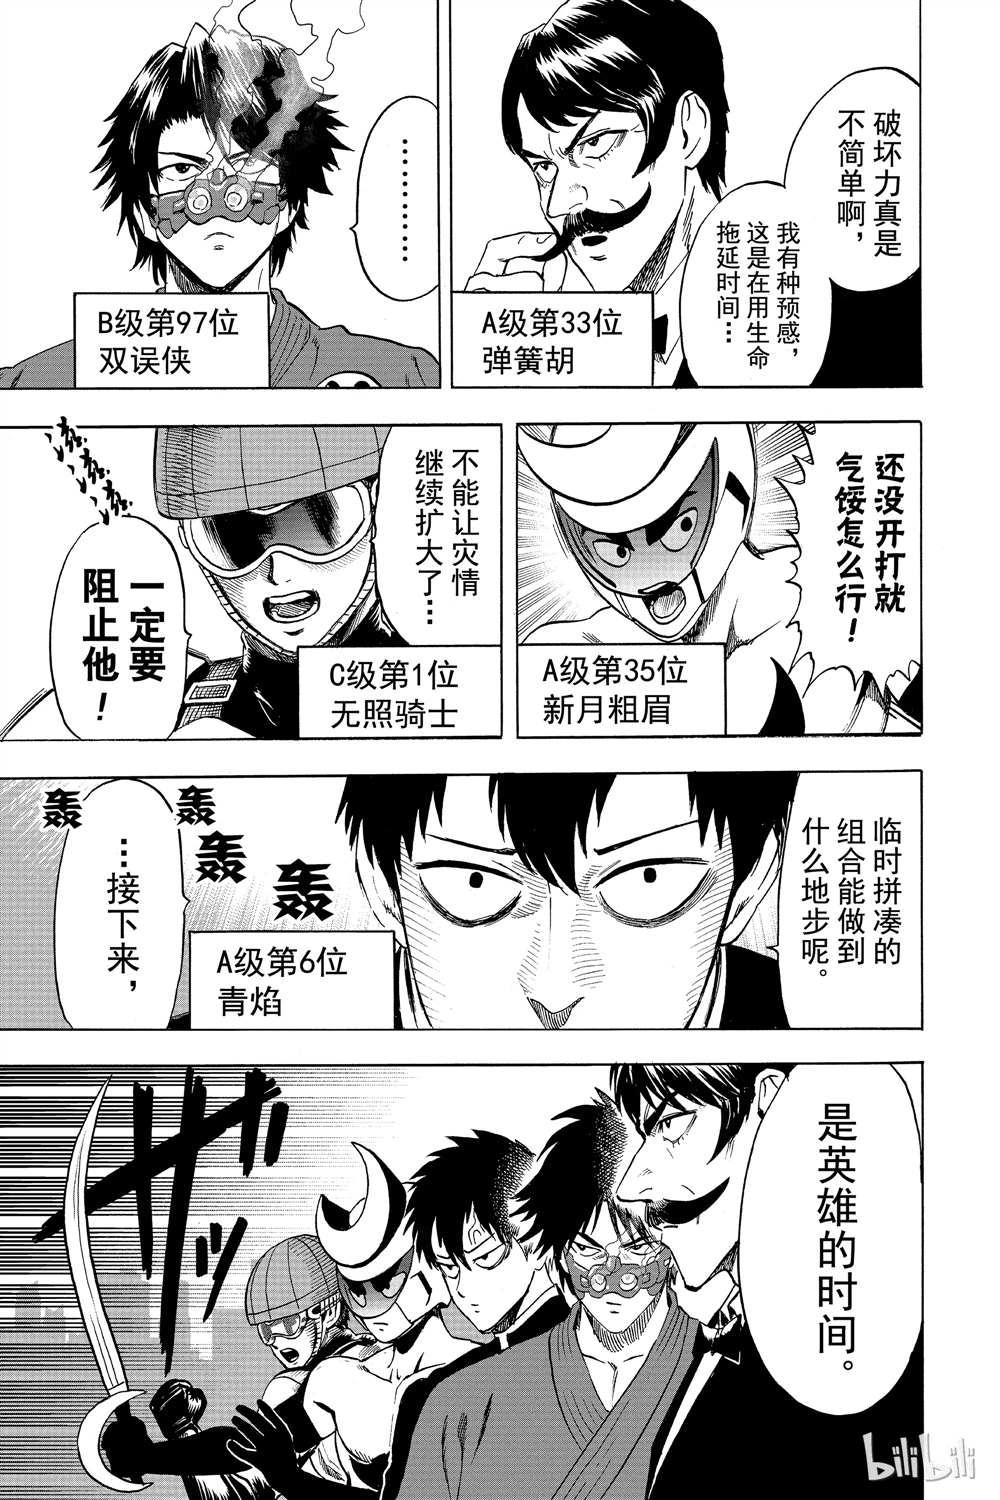 破坏力真是
不简单啊，
我有种预感，
这是在用生命
拖延时间…
A级第33位
弹簧胡
………
B级第97位
双误侠
还没开打就
气馁怎么行！
A级第35位
新月粗眉
不能让灾情
继续扩大了…
C级第1位
无照骑士
一定要
阻止他！
临时拼凑的
组合能做到
什么地步呢。
轰
轰
轰
轰
A级第6位
青焰
…接下来，
是英雄的时间。
bilibili